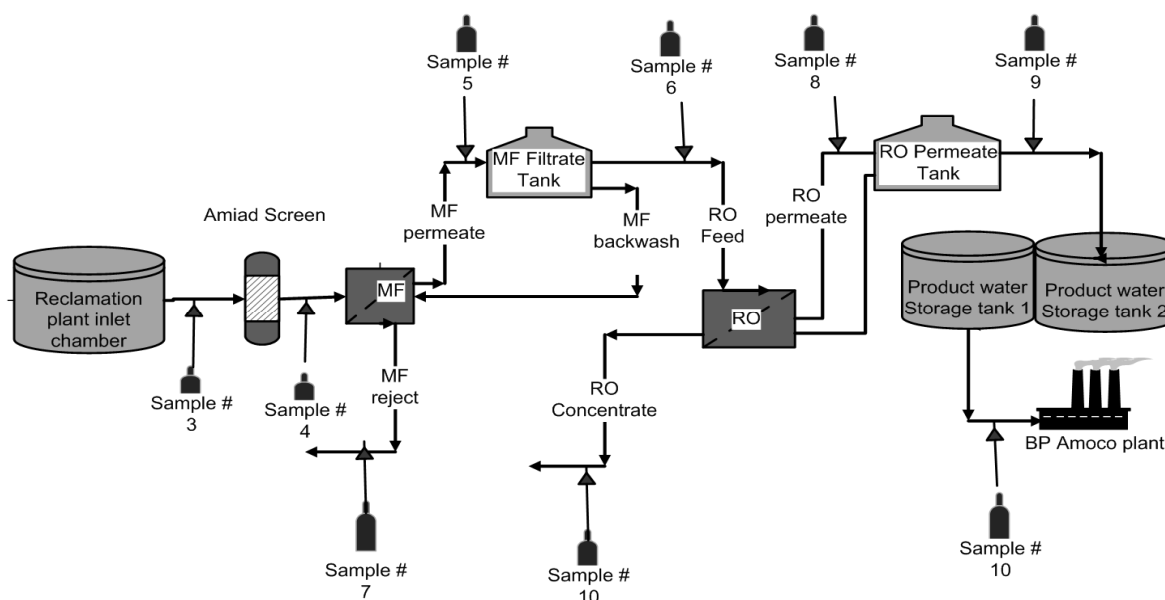 Sample #
5
Sample #
6
Sample #
8
Sample #
9
MF Filtrate
Tank
RO Permeate
Tank
Amiad Screen
MF
permeate
MF
backwash
RO
Feed
RO
permeate
Reclamation
plant inlet
chamber
MF
RO
Product water
Storage tank 1
Product water
Storage tank 2
MF
reject
RO
Concentrate
Sample #
3
Sample #
4
BP Amoco plant
Sample #
7
Sample #
10
Sample #
10